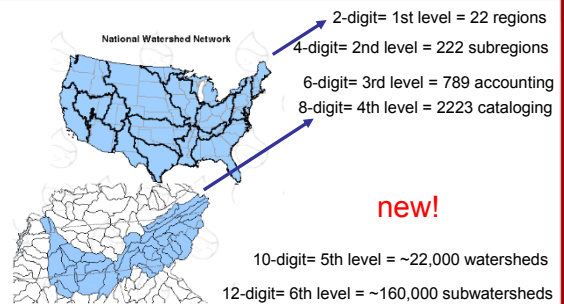 2-digit= 1st level = 22 regions
National Watershed Network
4-digit= 2nd level = 222 subregions
6-digit= 3rd level = 789 accounting
8-digit= 4th level = 2223 cataloging
new!
10-digit= 5th level = ~22,000 watersheds
12-digit= 6th level = ~160,000 subwatersheds